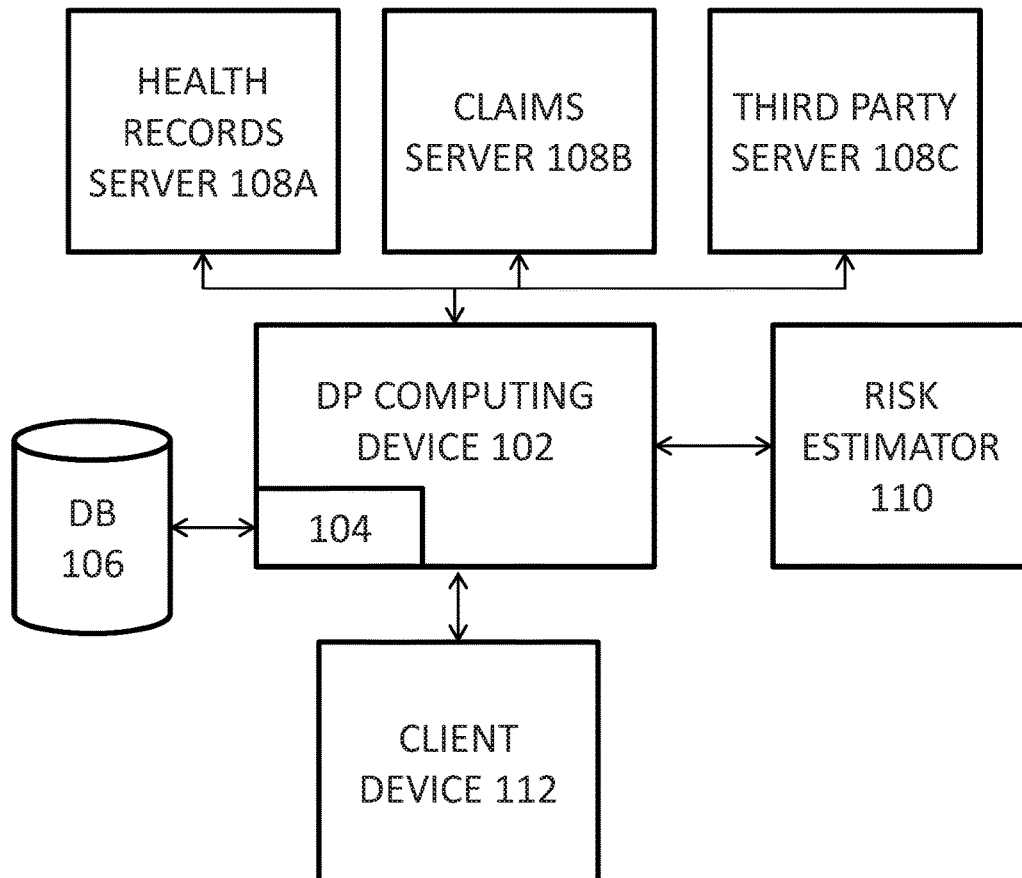 HEALTH
RECORDS
SERVER 108A
CLAIMS
SERVER 108B
THIRD PARTY
SERVER 108C
DP COMPUTING
DEVICE 102
104
RISK
ESTIMATOR
110
DB
106
CLIENT
DEVICE 112